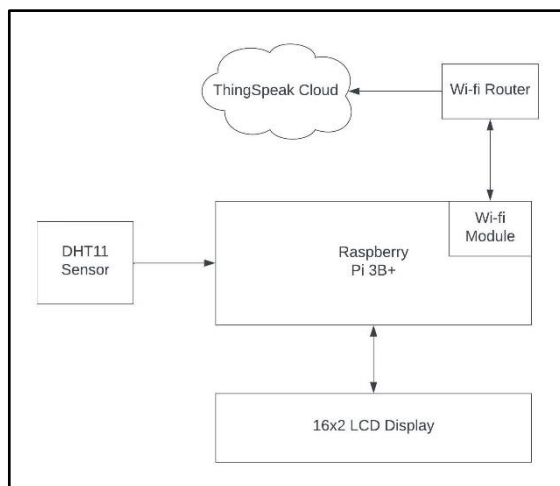 ThingSpeak Cloud
Wi-fi Router
Wi-fi
Module
DHT11
Sensor
Raspberry
Pi 3B+
16x2 LCD Display